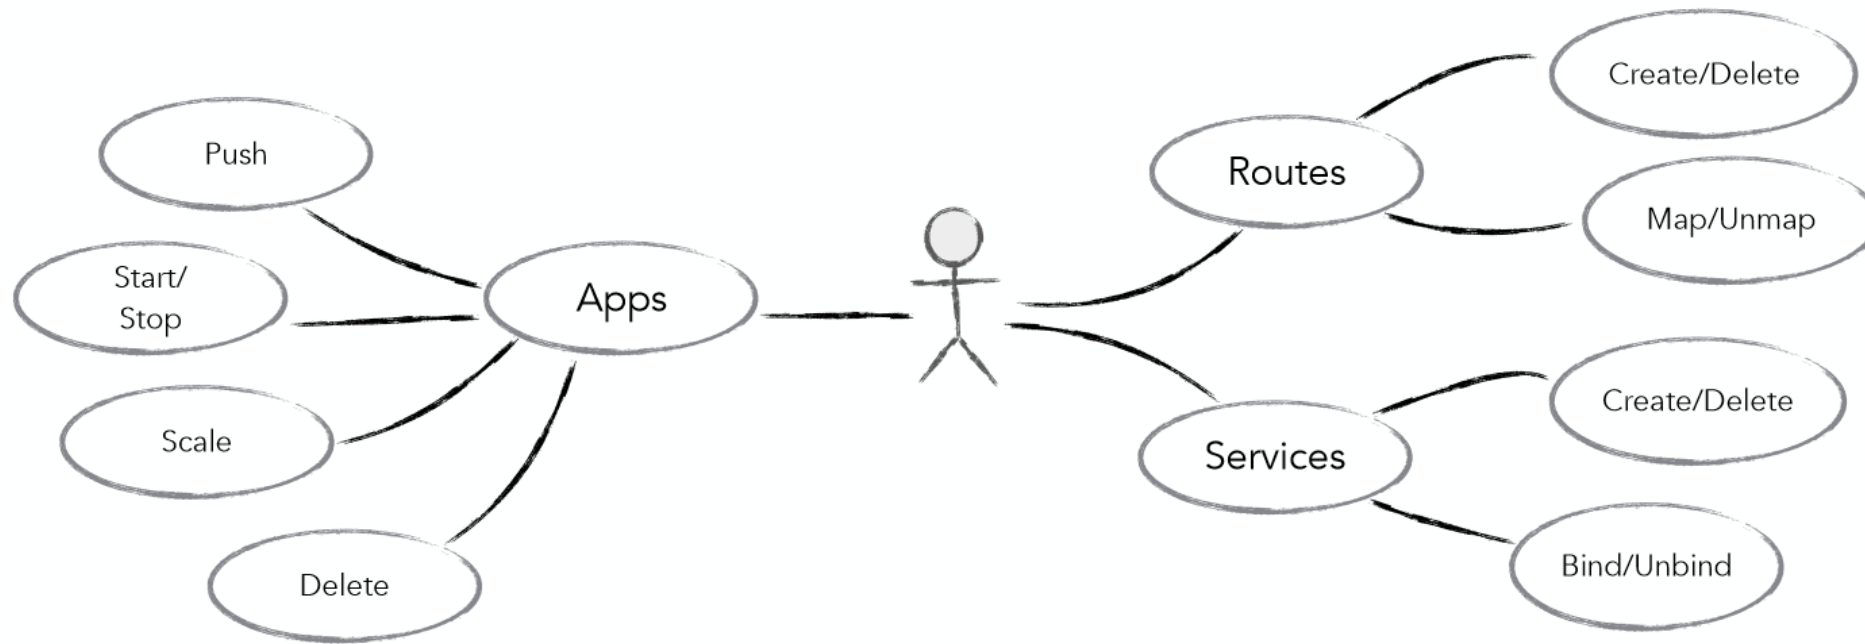 Push
Start/
Stop
Scale
Delete
Apps
Routes
Create/Delete
Map/Unmap
Services
Create/Delete
Bind/Unbind